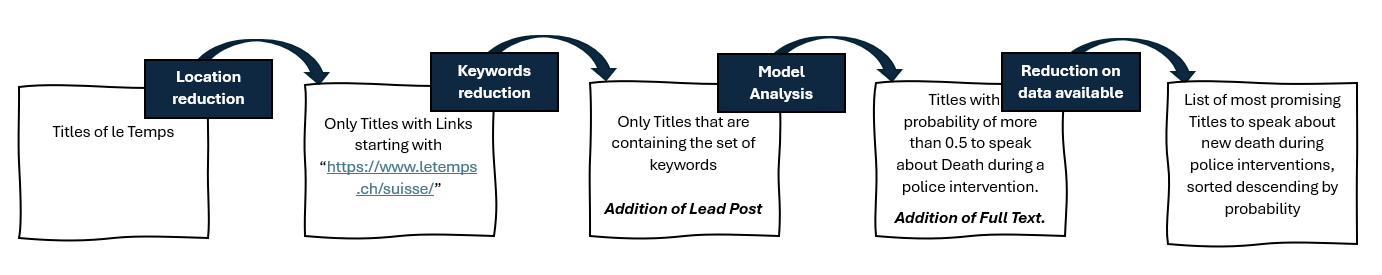 Titles of le Temps
Location
reduction
Only Titles with Links
starting with
“https://www.letemps
.ch/suisse/”
Keywords
reduction
Only Titles that are
containing the set of
keywords
Addition of Lead Post
Model
Analysis
Titles with
probability of more
than 0.5 to speak
about Death during a
police intervention.
Addition of Full Text.
Reduction on
data available
List of most promising
Titles to speak about
new death during
police interventions,
sorted descending by
probability